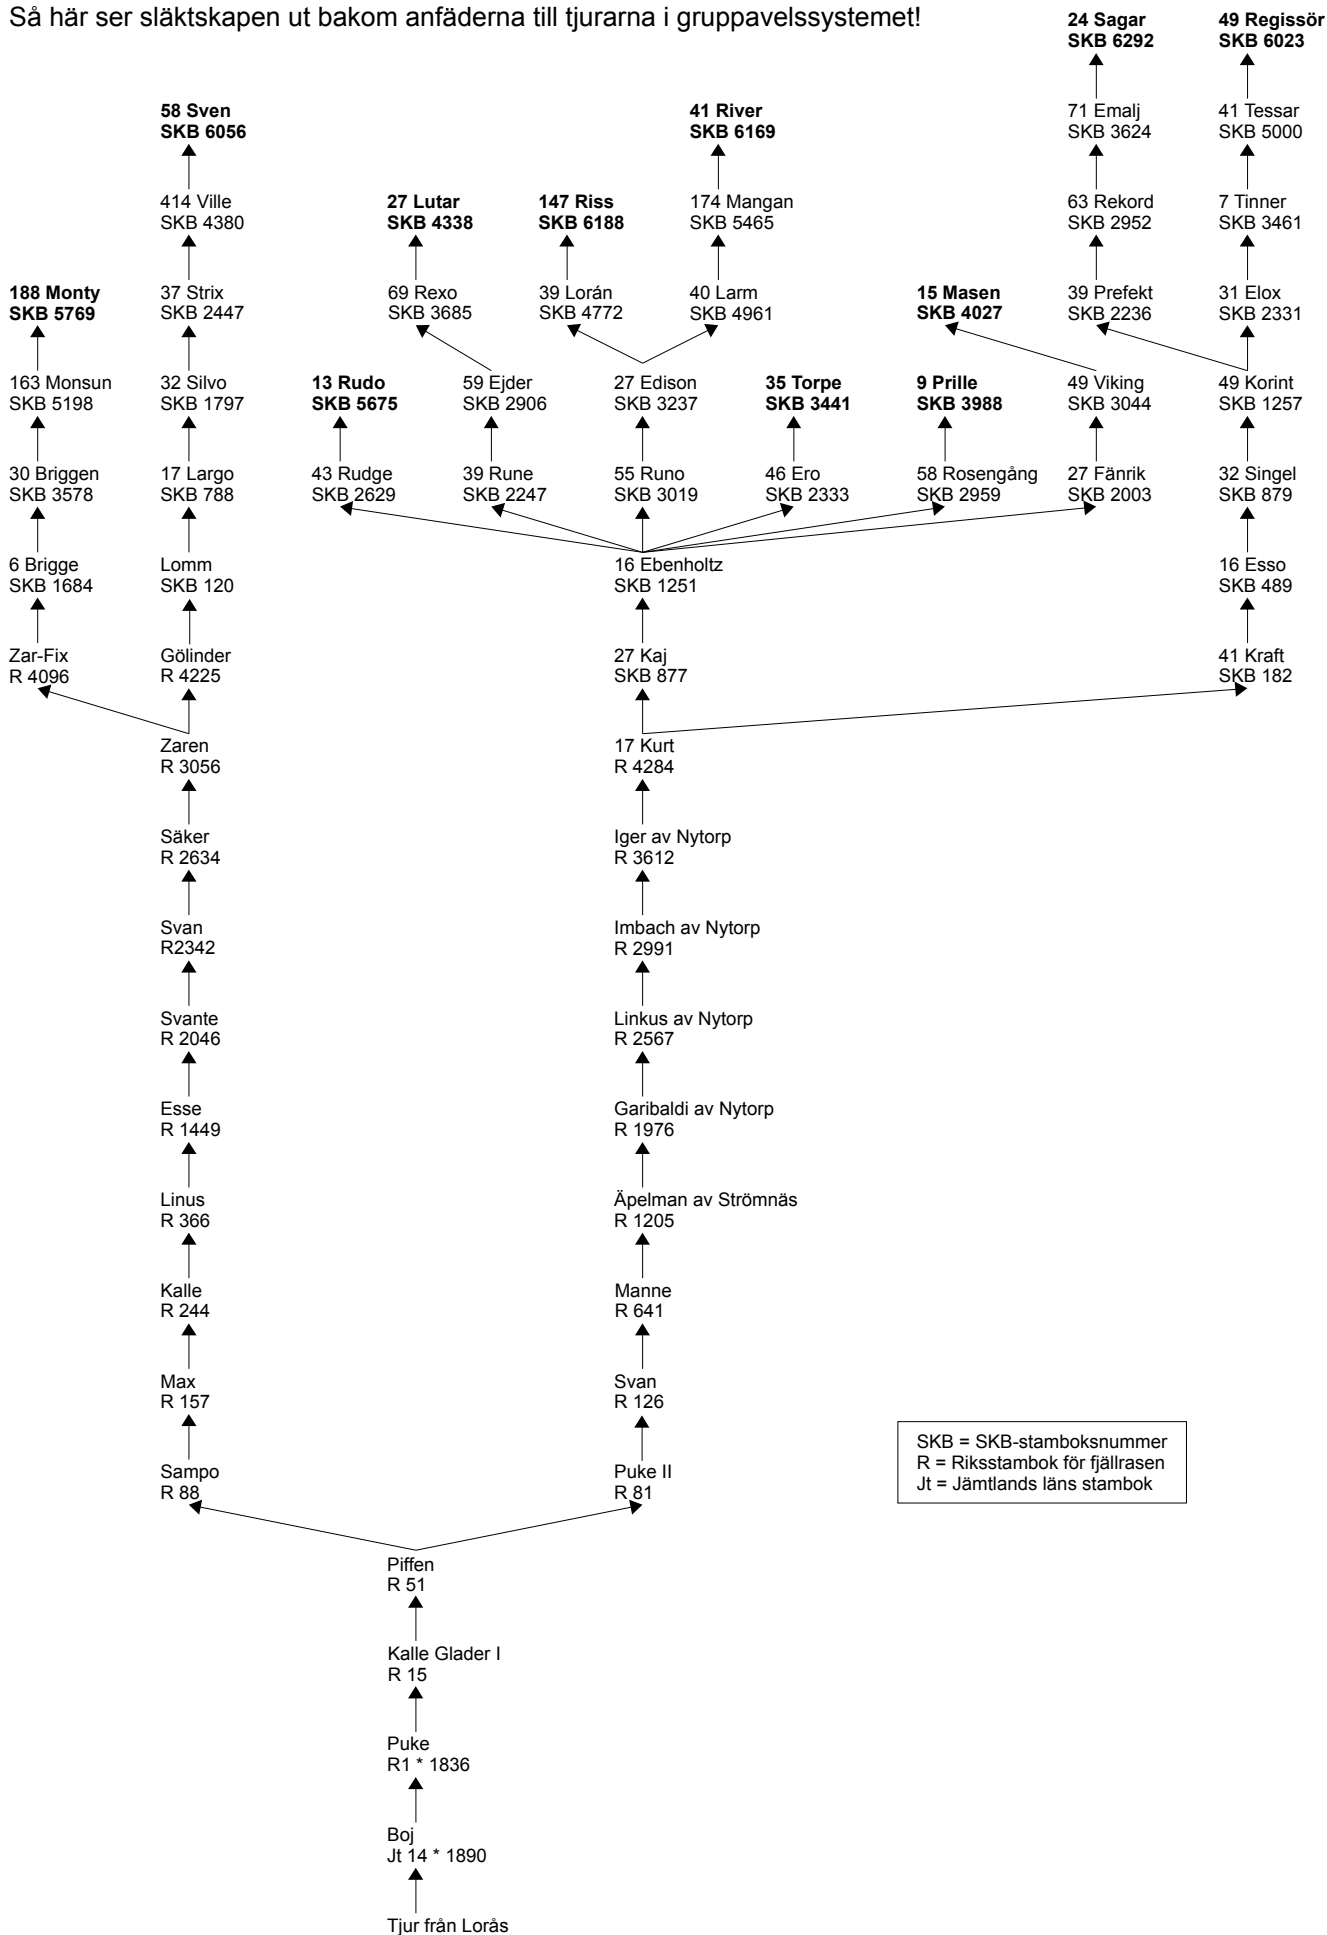 Så här ser släktskapen ut bakom anfäderna till tjurarna i gruppavelssystemet!
24 Sagar
SKB 6292
49 Regissör
SKB 6023
58 Sven
SKB 6056
41 River
SKB 6169
71 Emalj
SKB 3624
41 Tessar
SKB 5000
414 Ville
SKB 4380
27 Lutar
SKB 4338
147 Riss
SKB 6188
174 Mangan
SKB 5465
63 Rekord
SKB 2952
7 Tinner
SKB 3461
188 Monty
SKB 5769
37 Strix
SKB 2447
69 Rexo
SKB 3685
39 Lorán
SKB 4772
40 Larm
SKB 4961
15 Masen
SKB 4027
39 Prefekt
SKB 2236
31 Elox
SKB 2331
163 Monsun
SKB 5198
32 Silvo
SKB 1797
13 Rudo
SKB 5675
59 Ejder
SKB 2906
27 Edison
SKB 3237
35 Torpe
SKB 3441
9 Prille
SKB 3988
49 Viking
SKB 3044
49 Korint
SKB 1257
30 Briggen
SKB 3578
17 Largo
SKB 788
43 Rudge
SKB 2629
39 Rune
SKB 2247
55 Runo
SKB 3019
46 Ero
SKB 2333
58 Rosengång
SKB 2959
27 Fänrik
SKB 2003
32 Singel
SKB 879
6 Brigge
SKB 1684
Lomm
SKB 120
16 Ebenholtz
SKB 1251
16 Esso
SKB 489
Zar-Fix
R 4096
Gölinder
R 4225
27 Kaj
SKB 877
41 Kraft
SKB 182
Zaren
R 3056
17 Kurt
R 4284
Säker
R 2634
Iger av Nytorp
R 3612
Svan
R2342
Imbach av Nytorp
R 2991
Svante
R 2046
Linkus av Nytorp
R 2567
Esse
R 1449
Garibaldi av Nytorp
R 1976
Linus
R 366
Äpelman av Strömnäs
R 1205
Kalle
R 244
Manne
R 641
Max
R 157
Svan
R 126
Sampo
R 88
Puke II
R 81
SKB = SKB-stamboksnummer
R = Riksstambok för fjällrasen
Jt = Jämtlands läns stambok
Piffen
R 51
Kalle Glader I
R 15
Puke
R1 * 1836
Boj
Jt 14 * 1890
Tjur från Lorås